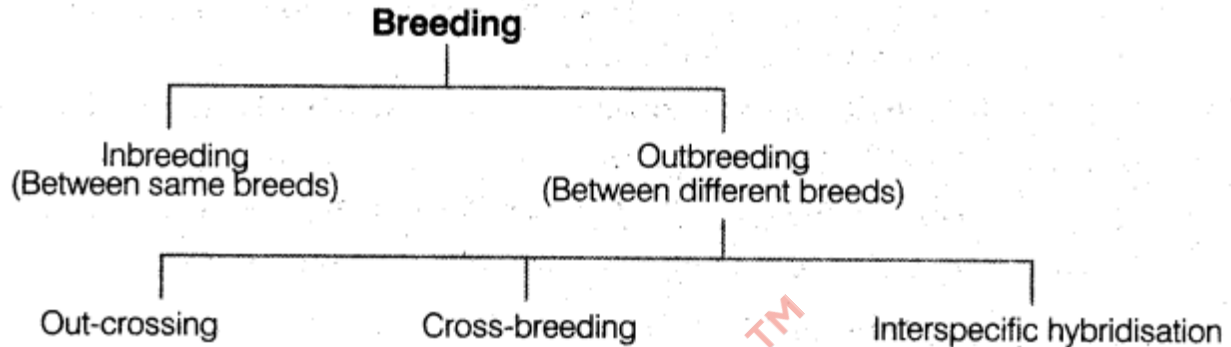 Breeding
Inbreeding
(Between same breeds)
Outbreeding
(Between different breeds)
Out-crossing
Cross-breeding
Interspecific hybridisation
TM